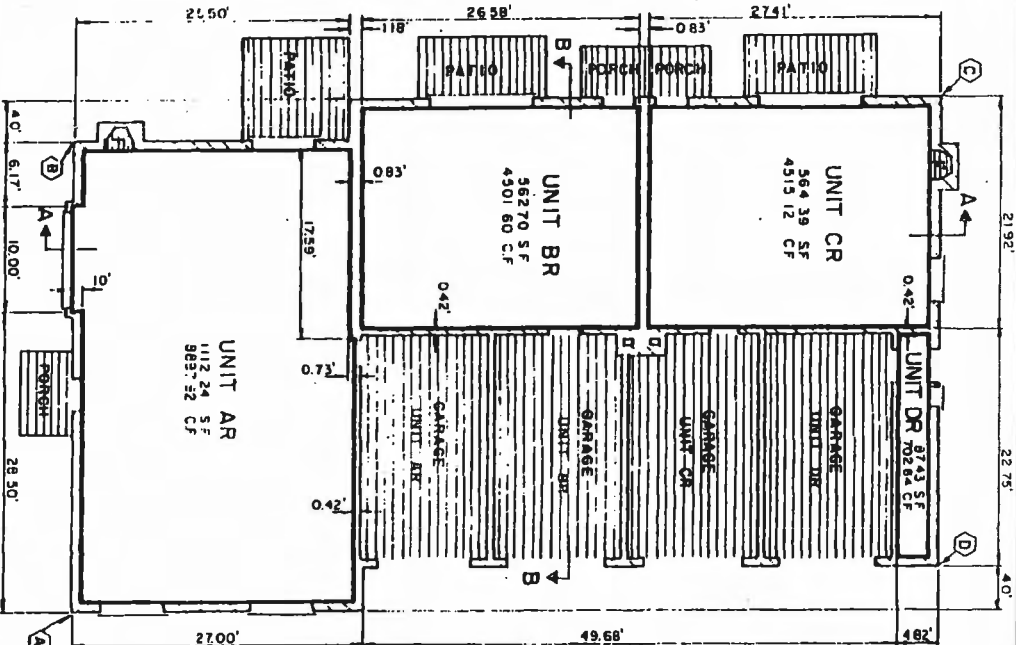 26.58'
27.41
1.18'
0.83'
B
PATIO
PATIO
PORCH
PORCH
PATIO
C
4.0'
6.17'
10.00'
28.50'
B
A
10'
PORCH
17.59'
0.83'
UNIT BR
562 70 S F
4501 60 C.F
UNIT CR
564 39 SF
4515 12 CF
A
21.92'
0.42'
0.42'
UNIT AR
1112 24 S F
0.73'
0.42'
GARAGE
UNIT AR
GARAGE
UNIT BR
GARAGE
UNIT CR
GARAGE
UNIT DR
UNIT DR
87 43 SF
702 84 CF
22.75'
D
4.0'
B
A
27.00'
49.68'
4.82'